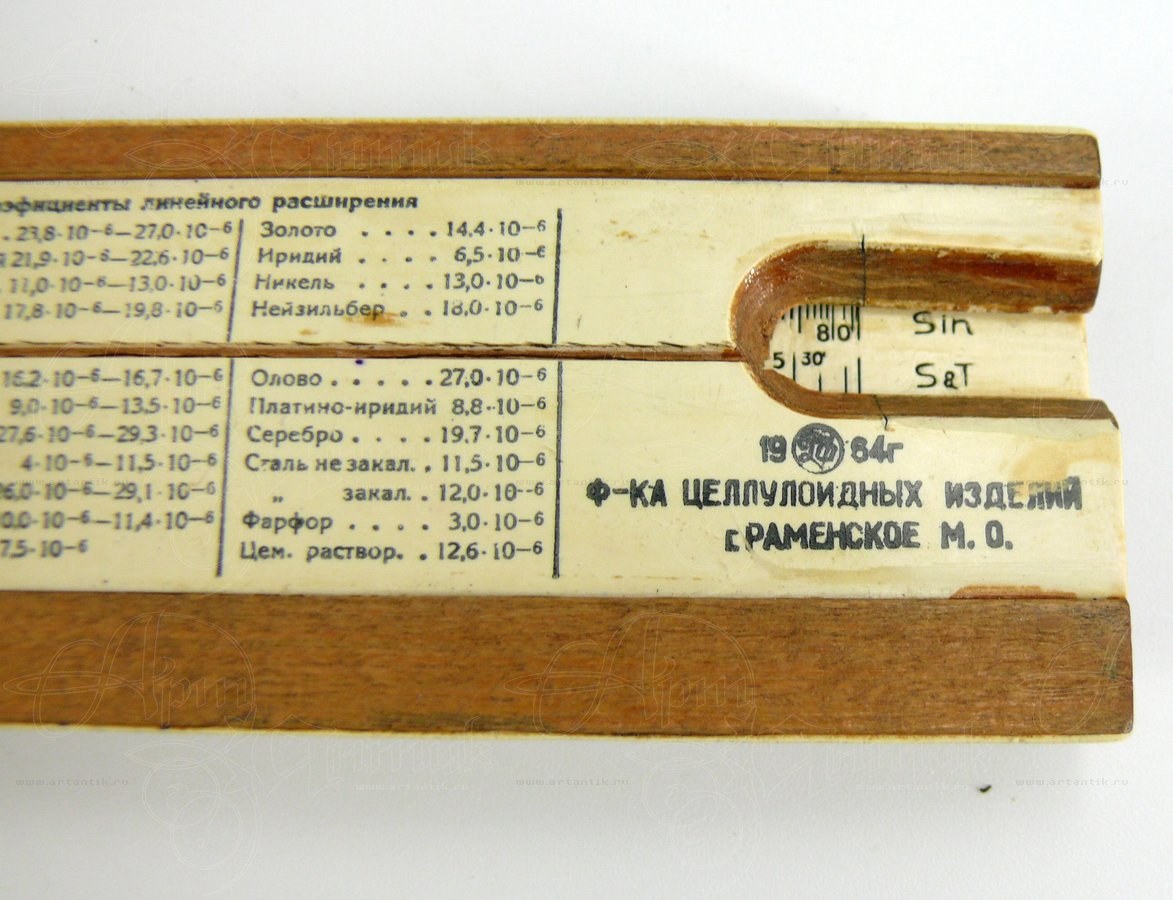 эфициенты линейного расширения
. 23,8·10−6—27,0·10−6 Золото . . . . 14,4·10−6
21,9·10−6—22,6·10−6 Иридий . . . . 6,5·10−6
11,0·10−6—13,0·10−6 Никель . . . . 13,0·10−6
17,8·10−6—19,8·10−6 Нейзильбер . . 18,0·10−6
16,2·10−6—16,7·10−6 Олово . . . . . 27,0·10−6
9,0·10−6—13,5·10−6 Платино-иридий 8,8·10−6
27,6·10−6—29,3·10−6 Серебро . . . . 19,7·10−6
4·10−6—11,5·10−6 Сталь не закал. . 11,5·10−6
26,0·10−6—29,1·10−6 „ закал. . 12,0·10−6
0,0·10−6—11,4·10−6 Фарфор . . . . 3,0·10−6
7,5·10−6 Цем. раствор. . 12,6·10−6
80° Sin
5 30' S&T
19 64г
Ф-КА ЦЕЛЛУЛОИДНЫХ ИЗДЕЛИЙ
г. РАМЕНСКОЕ М. О.
www.artantik.ru